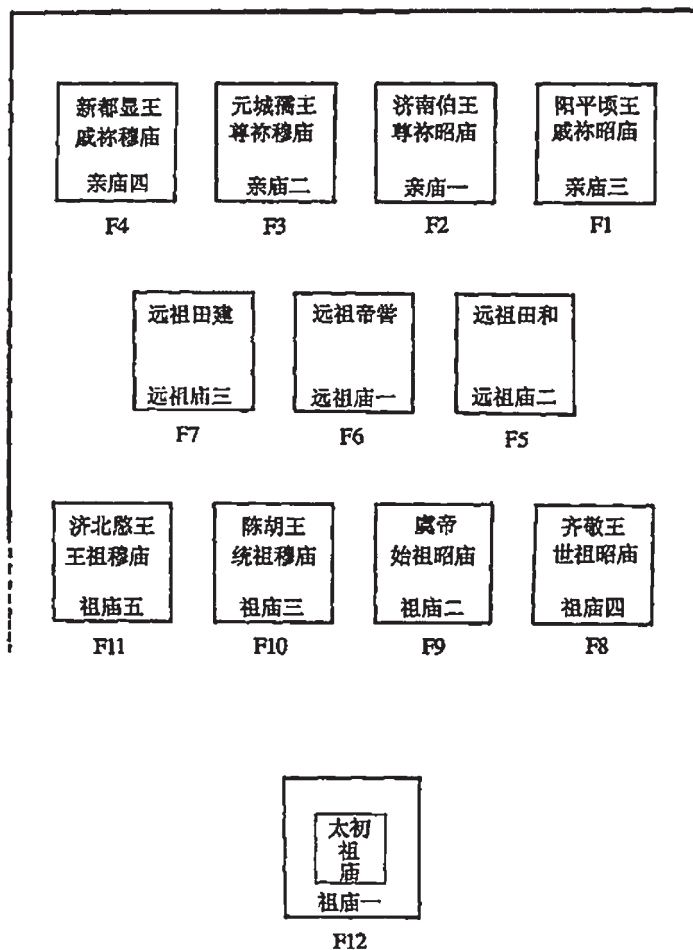 新都显王
戚祢穆庙
亲庙四
F4
元城孺王
尊祢穆庙
亲庙二
F3
济南伯王
尊祢昭庙
亲庙一
F2
阳平顷王
戚祢昭庙
亲庙三
F1
远祖田建
远祖庙三
F7
远祖帝喾
远祖庙一
F6
远祖田和
远祖庙二
F5
济北愍王
王祖穆庙
祖庙五
F11
陈胡王
统祖穆庙
祖庙三
F10
虞帝
始祖昭庙
祖庙二
F9
齐敬王
世祖昭庙
祖庙四
F8
太初
祖
庙
祖庙一
F12